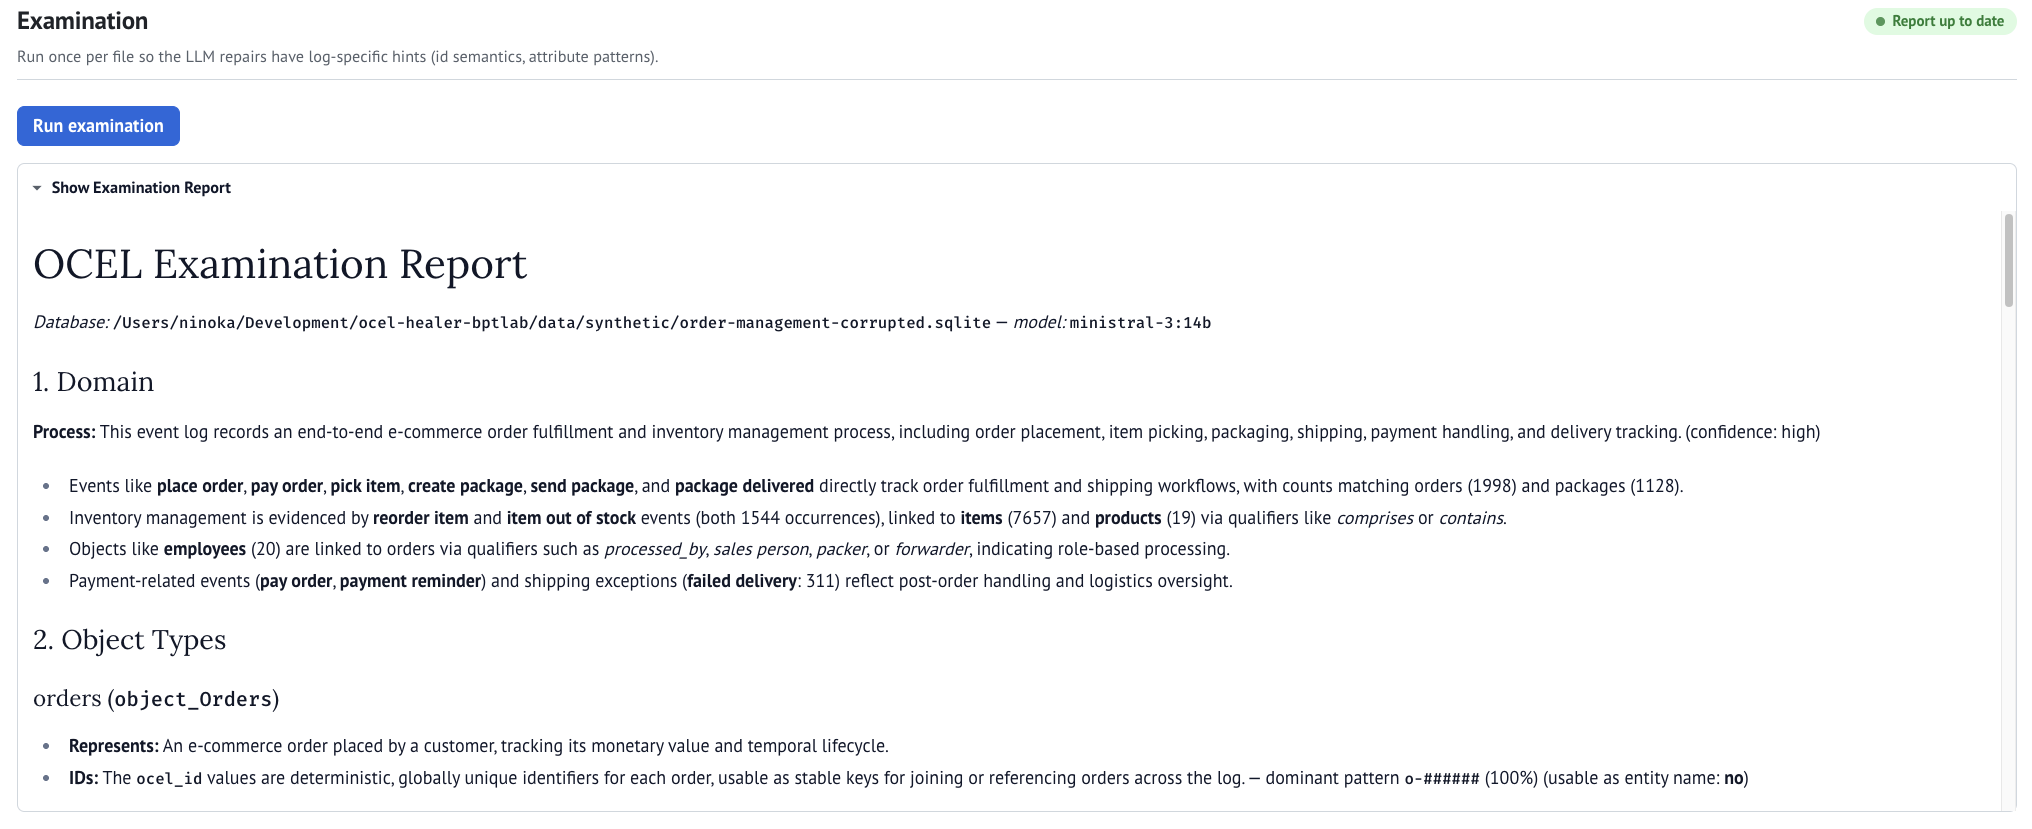 Examination
Report up to date
Run once per file so the LLM repairs have log-specific hints (id semantics, attribute patterns).
Run examination
Show Examination Report
OCEL Examination Report
Database: /Users/ninoka/Development/ocel-healer-bptlab/data/synthetic/order-management-corrupted.sqlite — model: ministral-3:14b
1. Domain
Process: This event log records an end-to-end e-commerce order fulfillment and inventory management process, including order placement, item picking, packaging, shipping, payment handling, and delivery tracking. (confidence: high)
• Events like place order, pay order, pick item, create package, send package, and package delivered directly track order fulfillment and shipping workflows, with counts matching orders (1998) and packages (1128).
• Inventory management is evidenced by reorder item and item out of stock events (both 1544 occurrences), linked to items (7657) and products (19) via qualifiers like comprises or contains.
• Objects like employees (20) are linked to orders via qualifiers such as processed_by, sales person, packer, or forwarder, indicating role-based processing.
• Payment-related events (pay order, payment reminder) and shipping exceptions (failed delivery: 311) reflect post-order handling and logistics oversight.
2. Object Types
orders (object_Orders)
• Represents: An e-commerce order placed by a customer, tracking its monetary value and temporal lifecycle.
• IDs: The ocel_id values are deterministic, globally unique identifiers for each order, usable as stable keys for joining or referencing orders across the log. — dominant pattern o-###### (100%) (usable as entity name: no)